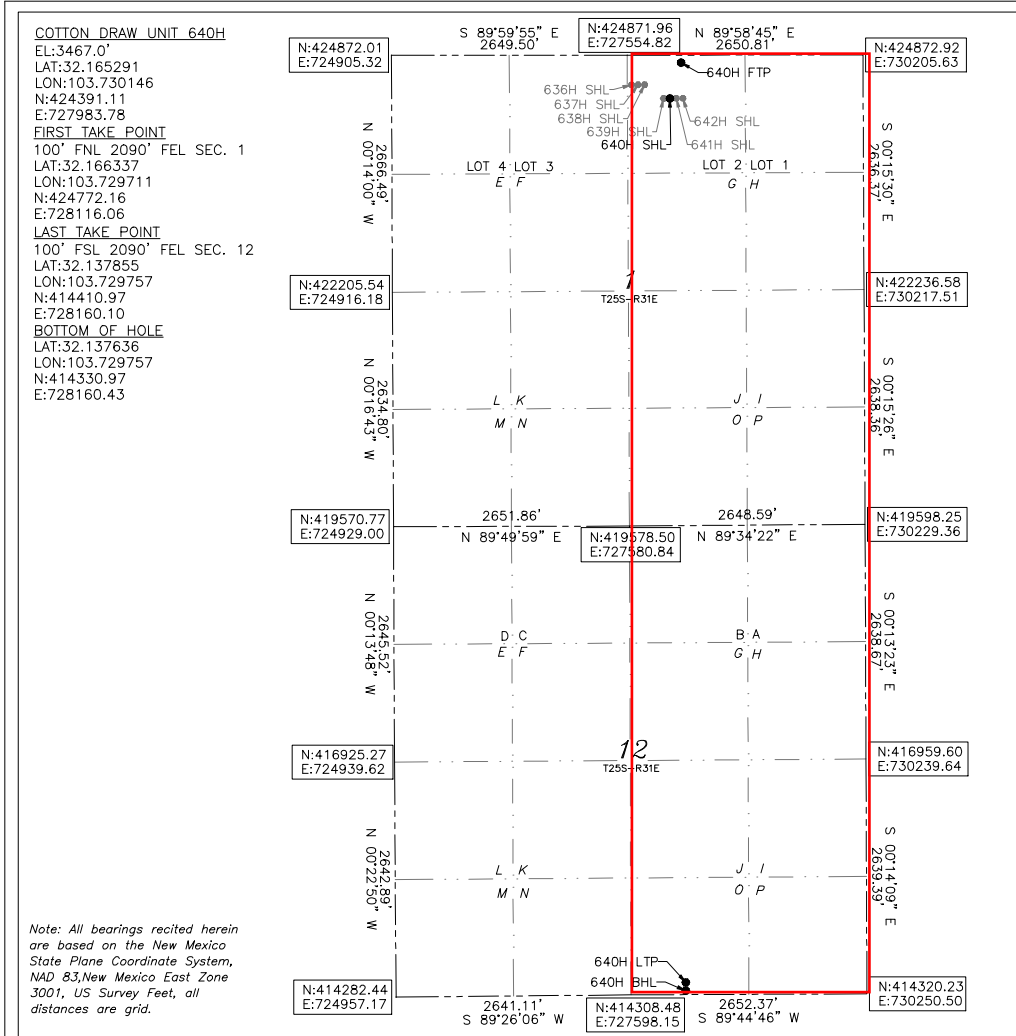 COTTON DRAW UNIT 640H
EL:3467.0'
LAT:32.165291
LON:103.730146
N:424391.11
E:727983.78
FIRST TAKE POINT
100' FNL 2090' FEL SEC. 1
LAT:32.166337
LON:103.729711
N:424772.16
E:728116.06
LAST TAKE POINT
100' FSL 2090' FEL SEC. 12
LAT:32.137855
LON:103.729757
N:414410.97
E:728160.10
BOTTOM OF HOLE
LAT:32.137636
LON:103.729757
N:414330.97
E:728160.43
N:424872.01
E:724905.32
S 89°59'55" E
2649.50'
N:424871.96
E:727554.82
N 89°58'45" E
2650.81'
N:424872.92
E:730205.63
640H FTP
636H SHL
637H SHL
638H SHL
639H SHL
640H SHL
642H SHL
641H SHL
N 00°14'00" W
2666.49'
S 00°15'30" E
2636.37'
LOT 4 LOT 3
E F
LOT 2 LOT 1
G H
N:422205.54
E:724916.18
1
T25S-R31E
N:422236.58
E:730217.51
N 00°16'43" W
2634.80'
S 00°15'26" E
2638.36'
L K
M N
J I
O P
N:419570.77
E:724929.00
2651.86'
N 89°49'59" E
N:419578.50
E:727580.84
2648.59'
N 89°34'22" E
N:419598.25
E:730229.36
N 00°13'48" W
2645.52'
S 00°13'23" E
2638.67'
D C
E F
B A
G H
N:416925.27
E:724939.62
12
T25S-R31E
N:416959.60
E:730239.64
N 00°22'50" W
2642.89'
S 00°14'09" E
2639.39'
L K
M N
J I
O P
640H LTP
640H BHL
N:414282.44
E:724957.17
2641.11'
S 89°26'06" W
N:414308.48
E:727598.15
2652.37'
S 89°44'46" W
N:414320.23
E:730250.50
Note: All bearings recited herein
are based on the New Mexico
State Plane Coordinate System,
NAD 83,New Mexico East Zone
3001, US Survey Feet, all
distances are grid.